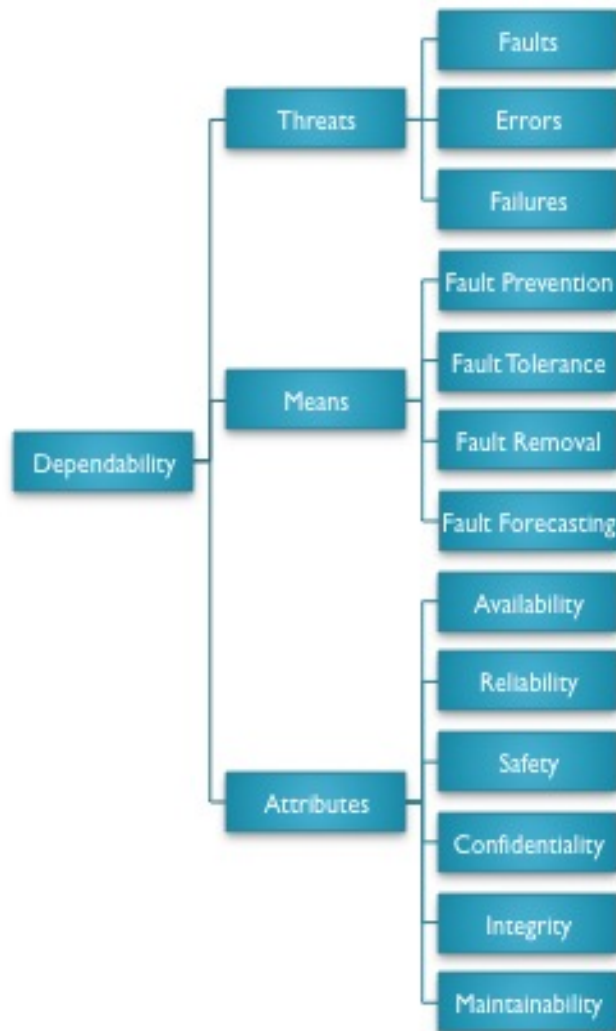 Faults
Threats
Errors
Failures
Fault Prevention
Fault Tolerance
Means
Fault Removal
Dependability
Fault Forecasting
Availability
Reliability
Safety
Attributes
Confidentiality
Integrity
Maintainability